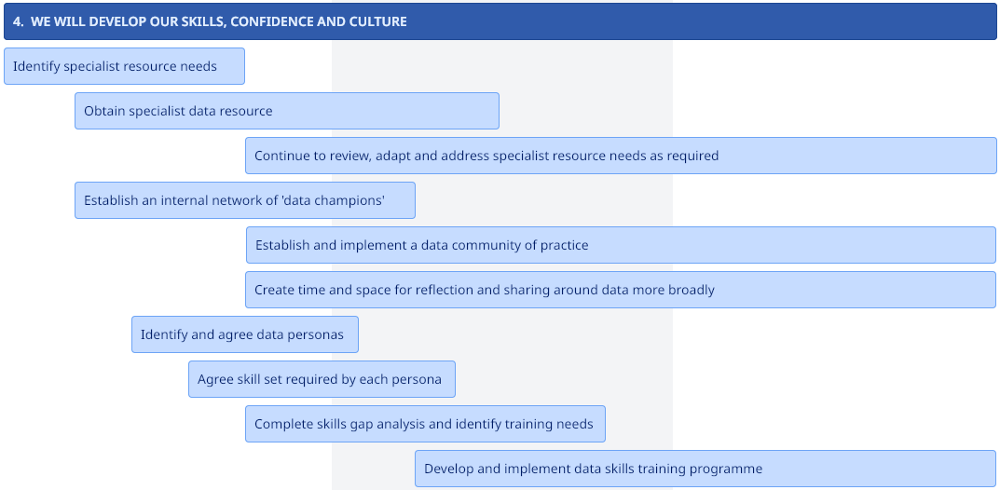 4. WE WILL DEVELOP OUR SKILLS, CONFIDENCE AND CULTURE
Identify specialist resource needs
Obtain specialist data resource
Continue to review, adapt and address specialist resource needs as required
Establish an internal network of 'data champions'
Establish and implement a data community of practice
Create time and space for reflection and sharing around data more broadly
Identify and agree data personas
Agree skill set required by each persona
Complete skills gap analysis and identify training needs
Develop and implement data skills training programme